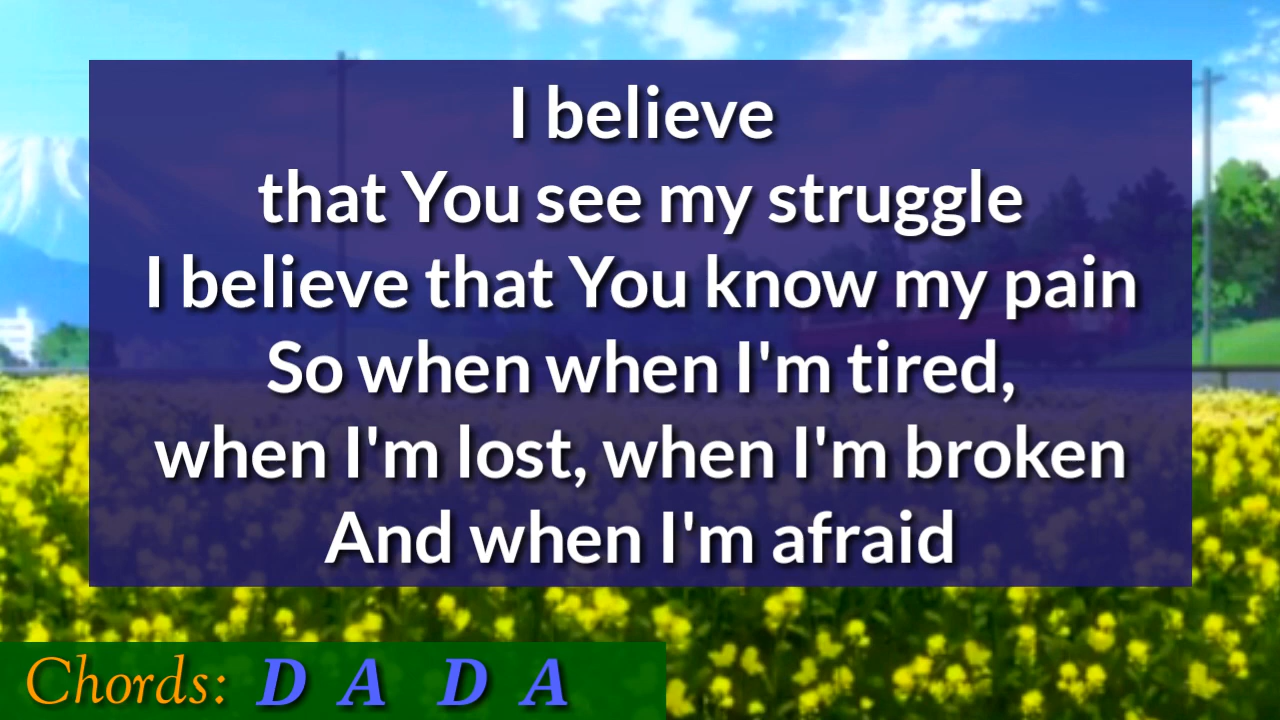 I believe
that You see my struggle
I believe that You know my pain
So when when I'm tired,
when I'm lost, when I'm broken
And when I'm afraid
Chords: D A D A